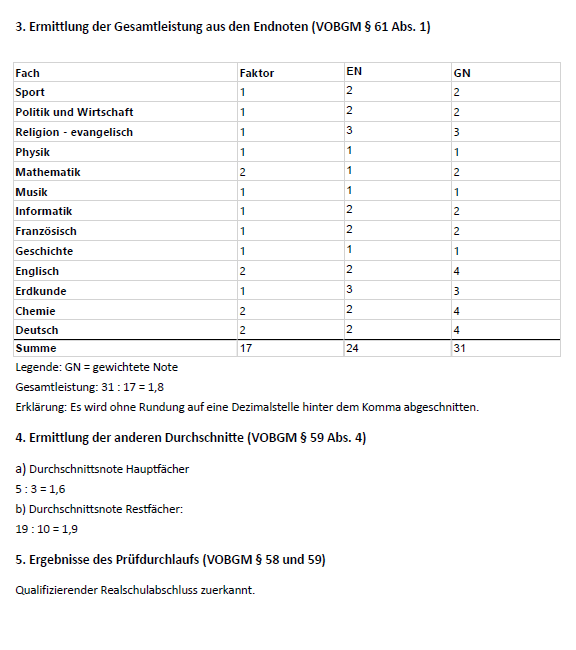 3. Ermittlung der Gesamtleistung aus den Endnoten (VOBGM § 61 Abs. 1)
Fach Faktor EN GN
Sport 1 2 2
Politik und Wirtschaft 1 2 2
Religion - evangelisch 1 3 3
Physik 1 1 1
Mathematik 2 1 2
Musik 1 1 1
Informatik 1 2 2
Französisch 1 2 2
Geschichte 1 1 1
Englisch 2 2 4
Erdkunde 1 3 3
Chemie 2 2 4
Deutsch 2 2 4
Summe 17 24 31
Legende: GN = gewichtete Note
Gesamtleistung: 31 : 17 = 1,8
Erklärung: Es wird ohne Rundung auf eine Dezimalstelle hinter dem Komma abgeschnitten.
4. Ermittlung der anderen Durchschnitte (VOBGM § 59 Abs. 4)
a) Durchschnittsnote Hauptfächer
5 : 3 = 1,6
b) Durchschnittsnote Restfächer:
19 : 10 = 1,9
5. Ergebnisse des Prüfdurchlaufs (VOBGM § 58 und 59)
Qualifizierender Realschulabschluss zuerkannt.